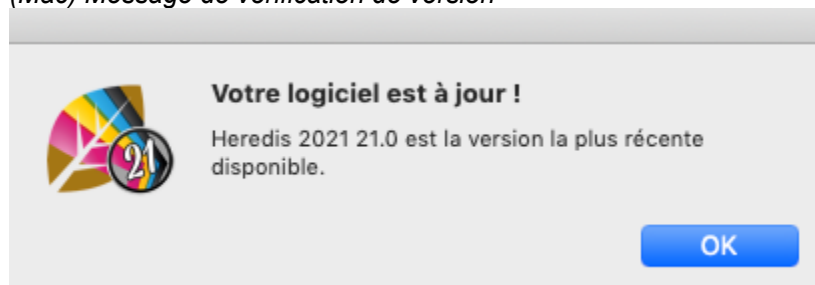 (Mac) Message de vérification de version
Votre logiciel est à jour !
Heredis 2021 21.0 est la version la plus récente
disponible.
21
OK